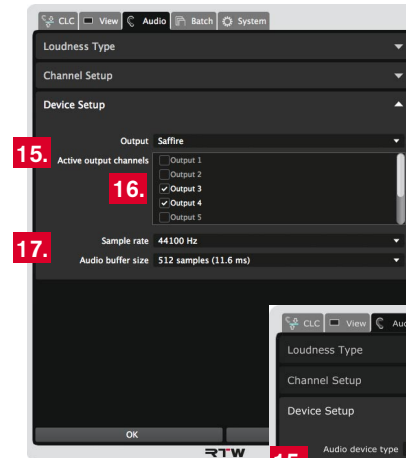 CLC View Audio Batch System
Loudness Type
Channel Setup
Device Setup
15. Output Saffire
Active output channels
16.
Output 1
Output 2
Output 3
Output 4
Output 5
17. Sample rate 44100 Hz
Audio buffer size 512 samples (11.6 ms)
OK
RTW
CLC View
Loudness Type
Channel Setup
Device Setup
Audio device type